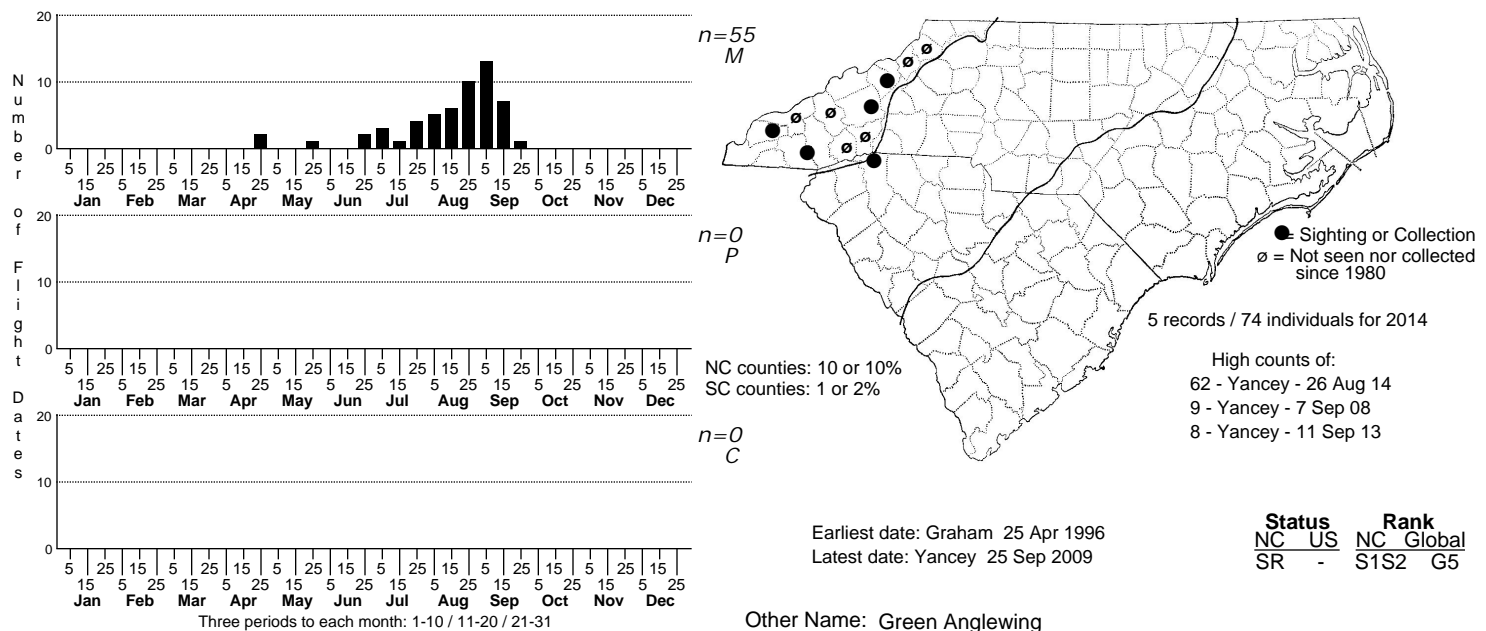 Number of Flight Dates
20
10
0
5 25 5 25 5 25 5 25 5 25 5 25 5 25 5 25 5 25 5 25 5 25 5 25
15 15 15 15 15 15 15 15 15 15 15 15
Jan Feb Mar Apr May Jun Jul Aug Sep Oct Nov Dec
n=55
M
20
10
0
5 25 5 25 5 25 5 25 5 25 5 25 5 25 5 25 5 25 5 25 5 25 5 25
15 15 15 15 15 15 15 15 15 15 15 15
Jan Feb Mar Apr May Jun Jul Aug Sep Oct Nov Dec
n=0
P
20
10
0
5 25 5 25 5 25 5 25 5 25 5 25 5 25 5 25 5 25 5 25 5 25 5 25
15 15 15 15 15 15 15 15 15 15 15 15
Jan Feb Mar Apr May Jun Jul Aug Sep Oct Nov Dec
n=0
C
Three periods to each month: 1-10 / 11-20 / 21-31
NC counties: 10 or 10%
SC counties: 1 or 2%
● = Sighting or Collection
ø = Not seen nor collected
since 1980
5 records / 74 individuals for 2014
High counts of:
62 - Yancey - 26 Aug 14
9 - Yancey - 7 Sep 08
8 - Yancey - 11 Sep 13
Earliest date: Graham 25 Apr 1996
Latest date: Yancey 25 Sep 2009
Status Rank
NC US NC Global
SR - S1S2 G5
Other Name: Green Anglewing